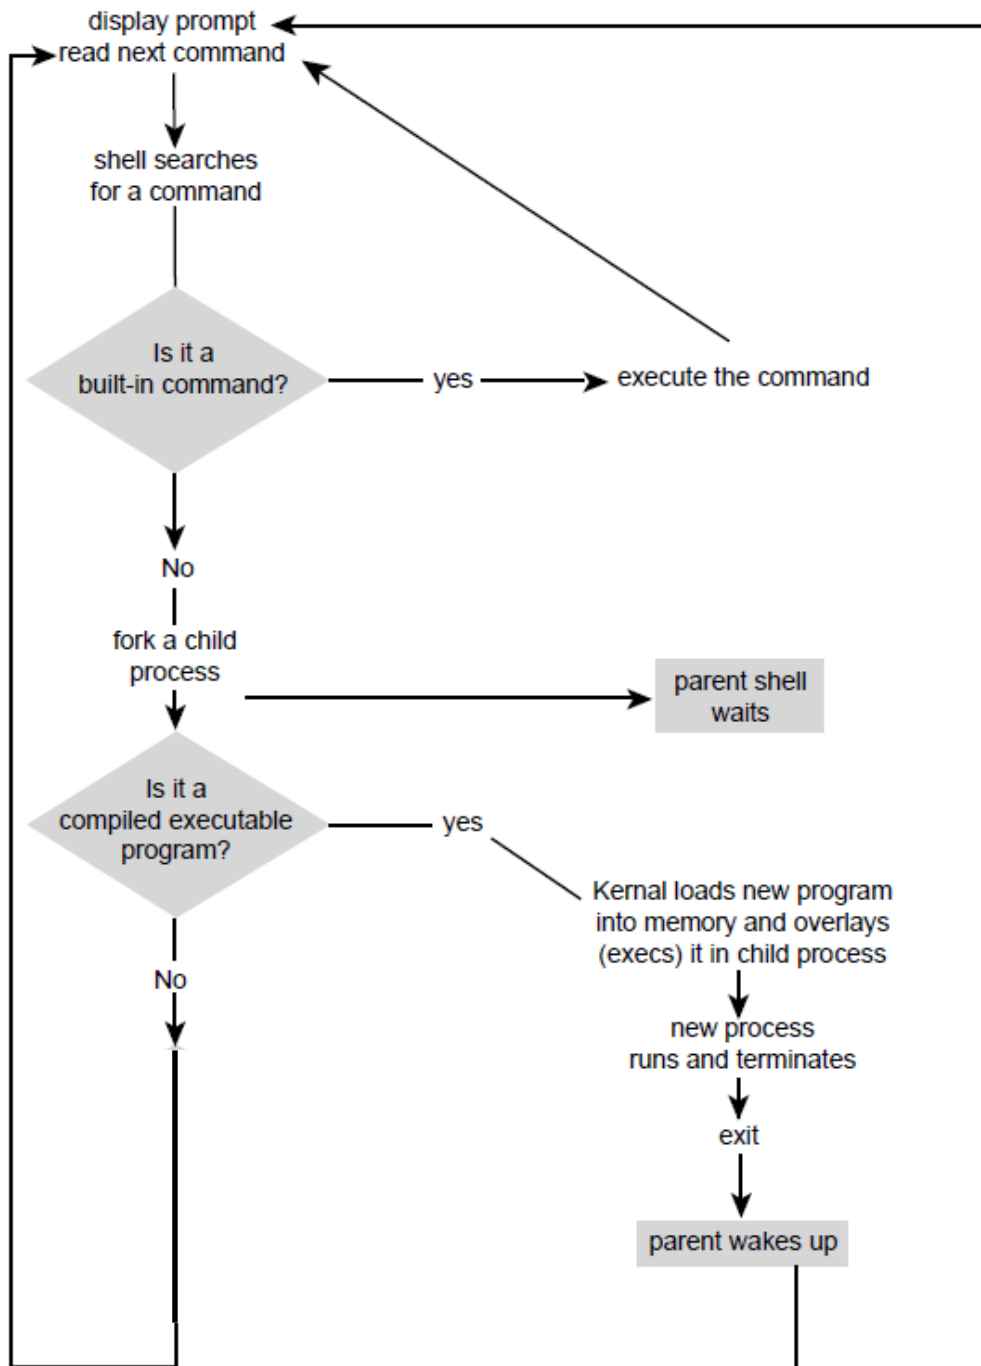 display prompt
read next command
shell searches
for a command
Is it a
built-in command?
yes
execute the command
No
fork a child
process
parent shell
waits
Is it a
compiled executable
program?
yes
Kernal loads new program
into memory and overlays
(execs) it in child process
No
new process
runs and terminates
exit
parent wakes up